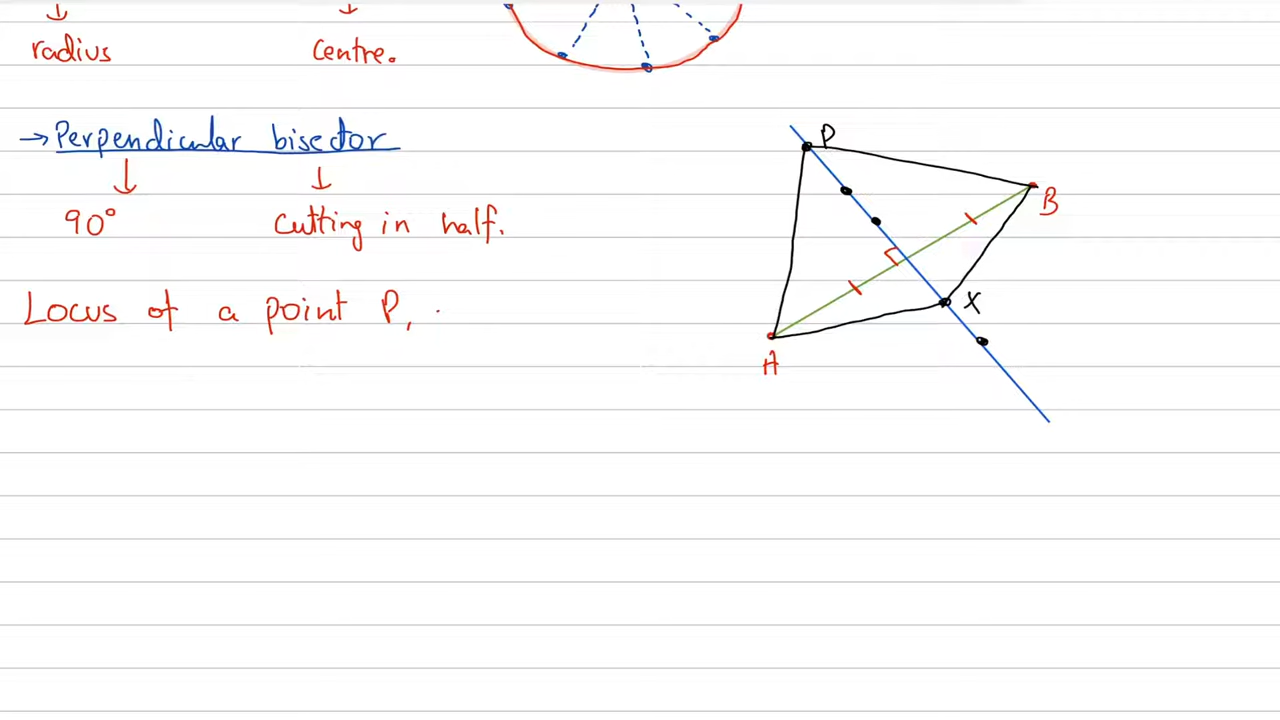 radius centre.
→Perpendicular bisector
90° Cutting in half.
Locus of a point P,
P
B
X
A